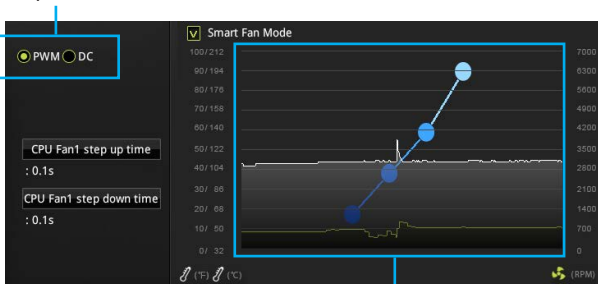 PWM DC
CPU Fan1 step up time
: 0.1s
CPU Fan1 step down time
: 0.1s
V Smart Fan Mode
100/212 7000
90/194 6300
80/176 5600
70/158 4900
60/140 4200
50/122 3500
40/104 2800
30/ 86 2100
20/ 68 1400
10/ 50 700
0/ 32 0
(°F) (°C) (RPM)